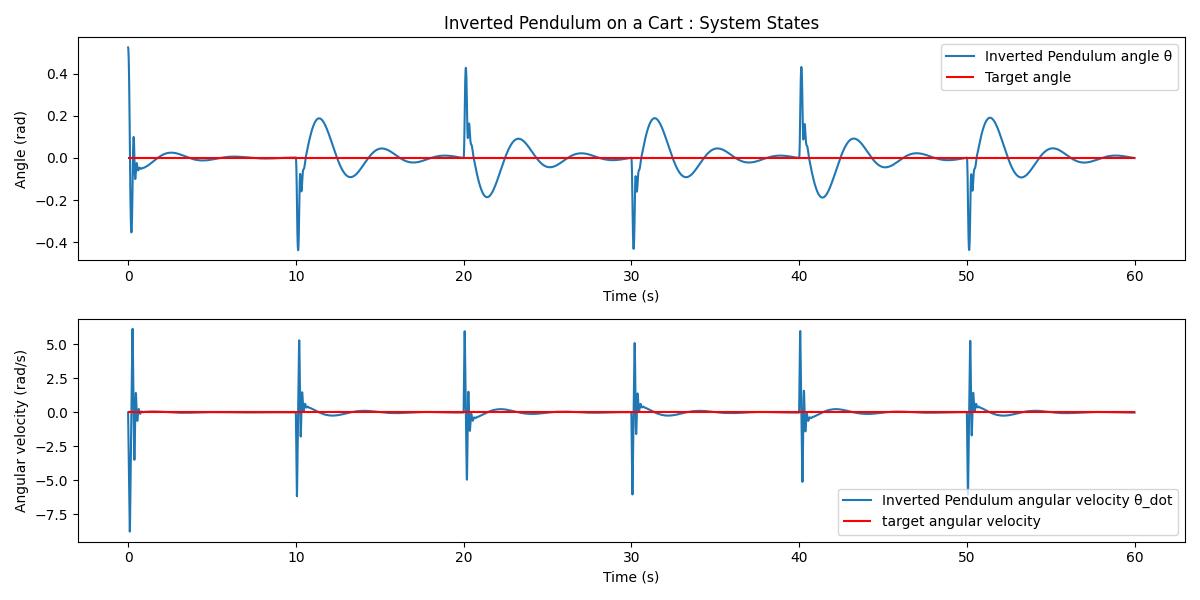 Inverted Pendulum on a Cart : System States
Angle (rad)
0.4
0.2
0.0
−0.2
−0.4
Inverted Pendulum angle θ
Target angle
0 10 20 30 40 50 60
Time (s)
Angular velocity (rad/s)
5.0
2.5
0.0
−2.5
−5.0
−7.5
Inverted Pendulum angular velocity θ_dot
target angular velocity
0 10 20 30 40 50 60
Time (s)